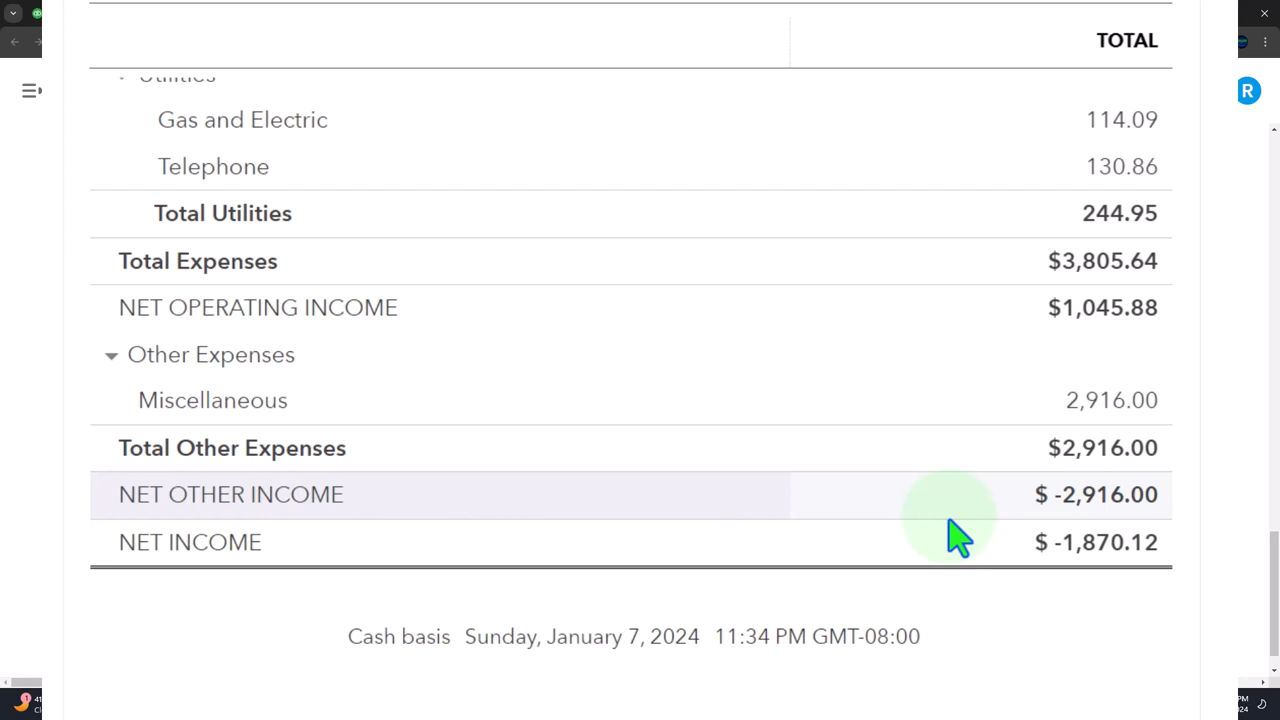 TOTAL
Utilities
Gas and Electric 114.09
Telephone 130.86
Total Utilities 244.95
Total Expenses $3,805.64
NET OPERATING INCOME $1,045.88
Other Expenses
Miscellaneous 2,916.00
Total Other Expenses $2,916.00
NET OTHER INCOME $ -2,916.00
NET INCOME $ -1,870.12
Cash basis Sunday, January 7, 2024 11:34 PM GMT-08:00
R
1